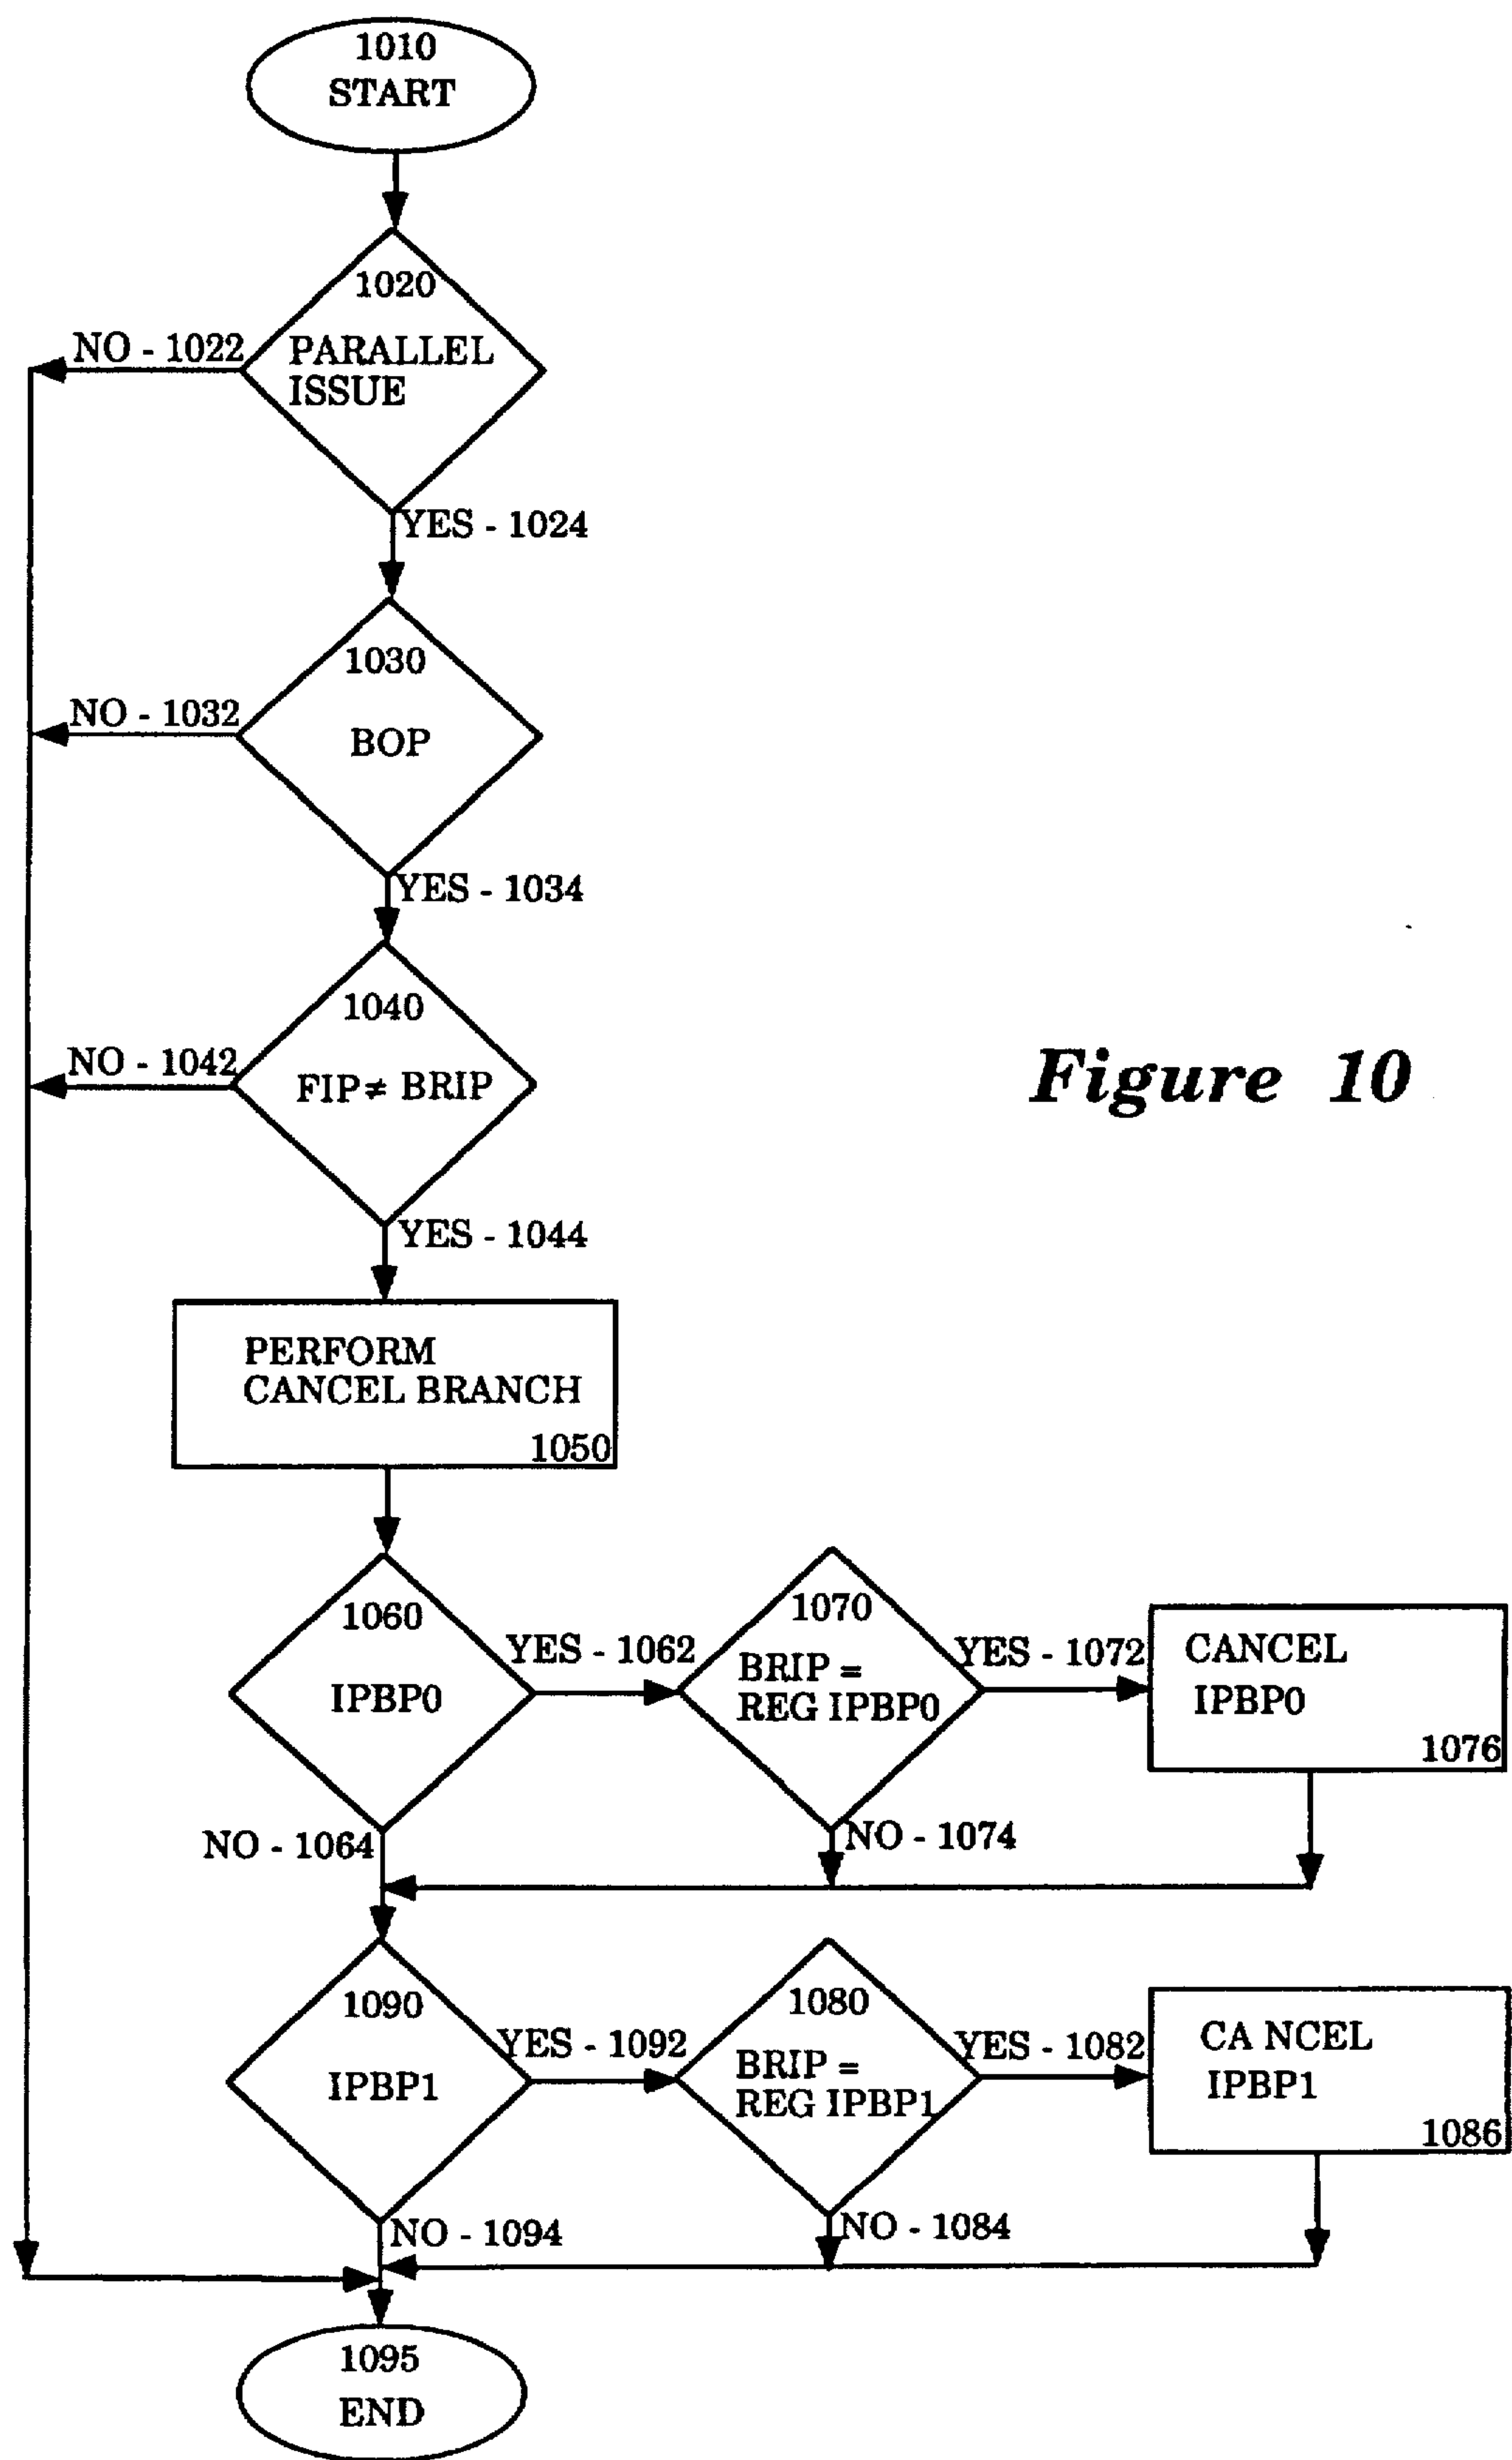 1010
START
1020
PARALLEL
ISSUE
NO - 1022
YES - 1024
1030
BOP
NO - 1032
YES - 1034
1040
FIP ≠ BRIP
NO - 1042
YES - 1044
Figure 10
PERFORM
CANCEL BRANCH
1050
1060
IPBP0
YES - 1062
1070
BRIP =
REG IPBP0
YES - 1072
CANCEL
IPBP0
1076
NO - 1064
NO - 1074
1090
IPBP1
YES - 1092
1080
BRIP =
REG IPBP1
YES - 1082
CA NCEL
IPBP1
1086
NO - 1094
NO - 1084
1095
END